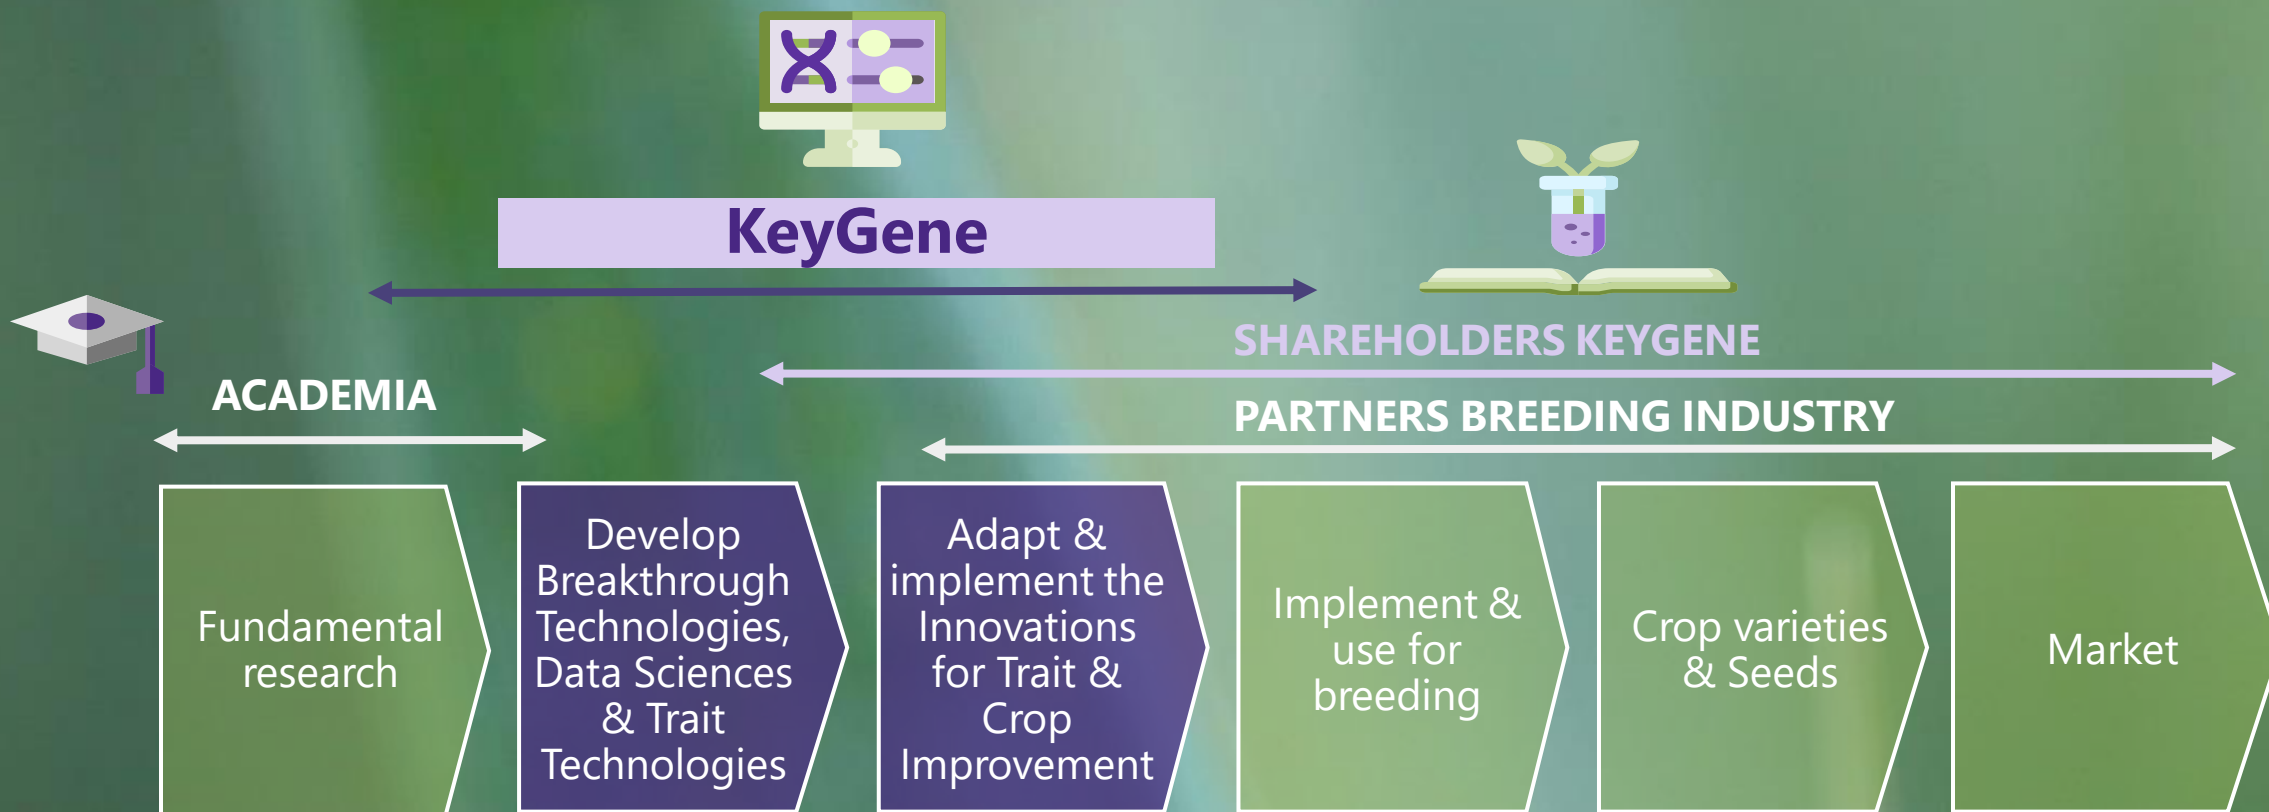 KeyGene
SHAREHOLDERS KEYGENE
ACADEMIA
PARTNERS BREEDING INDUSTRY
Fundamental
research
Develop
Breakthrough
Technologies,
Data Sciences
& Trait
Technologies
Adapt &
implement the
Innovations
for Trait &
Crop
Improvement
Implement &
use for
breeding
Crop varieties
& Seeds
Market